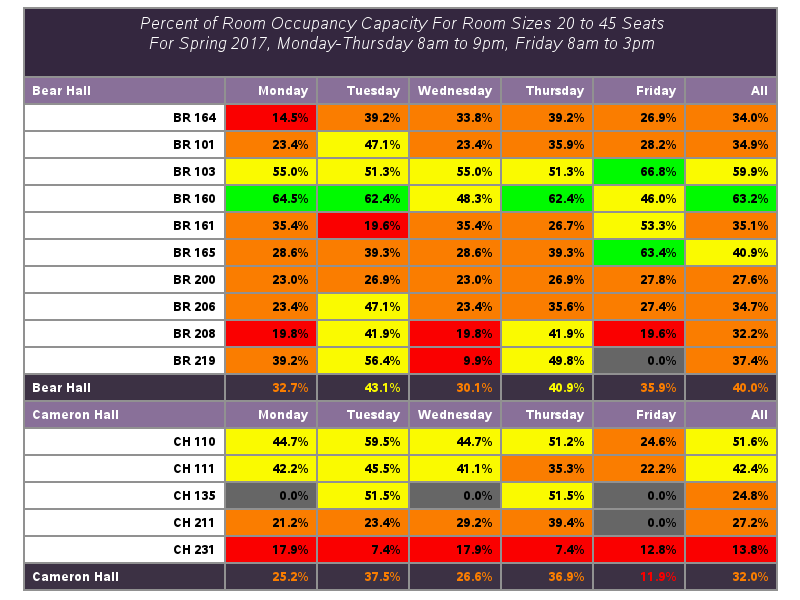 Percent of Room Occupancy Capacity For Room Sizes 20 to 45 Seats
For Spring 2017, Monday-Thursday 8am to 9pm, Friday 8am to 3pm
Bear Hall Monday Tuesday Wednesday Thursday Friday All
BR 164 14.5% 39.2% 33.8% 39.2% 26.9% 34.0%
BR 101 23.4% 47.1% 23.4% 35.9% 28.2% 34.9%
BR 103 55.0% 51.3% 55.0% 51.3% 66.8% 59.9%
BR 160 64.5% 62.4% 48.3% 62.4% 46.0% 63.2%
BR 161 35.4% 19.6% 35.4% 26.7% 53.3% 35.1%
BR 165 28.6% 39.3% 28.6% 39.3% 63.4% 40.9%
BR 200 23.0% 26.9% 23.0% 26.9% 27.8% 27.6%
BR 206 23.4% 47.1% 23.4% 35.6% 27.4% 34.7%
BR 208 19.8% 41.9% 19.8% 41.9% 19.6% 32.2%
BR 219 39.2% 56.4% 9.9% 49.8% 0.0% 37.4%
Bear Hall 32.7% 43.1% 30.1% 40.9% 35.9% 40.0%
Cameron Hall Monday Tuesday Wednesday Thursday Friday All
CH 110 44.7% 59.5% 44.7% 51.2% 24.6% 51.6%
CH 111 42.2% 45.5% 41.1% 35.3% 22.2% 42.4%
CH 135 0.0% 51.5% 0.0% 51.5% 0.0% 24.8%
CH 211 21.2% 23.4% 29.2% 39.4% 0.0% 27.2%
CH 231 17.9% 7.4% 17.9% 7.4% 12.8% 13.8%
Cameron Hall 25.2% 37.5% 26.6% 36.9% 11.9% 32.0%